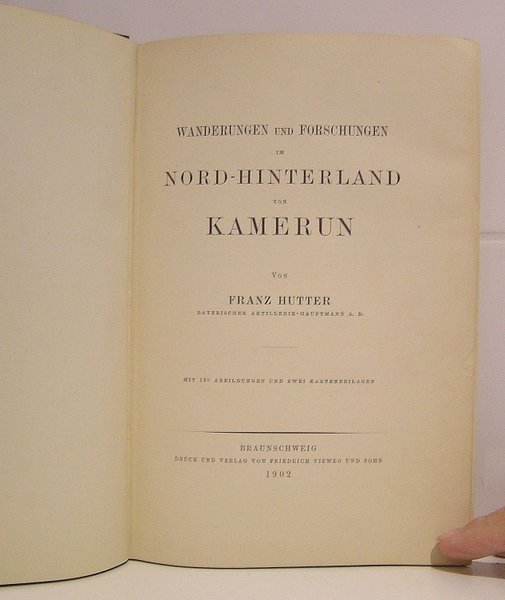 WANDERUNGEN UND FORSCHUNGEN
IM
NORD-HINTERLAND
VON
KAMERUN
VON
FRANZ HUTTER
BAYERISCHER ARTILLERIE-HAUPTMANN A. D.
MIT 130 ABBILDUNGEN UND ZWEI KARTENBEILAGEN
BRAUNSCHWEIG
DRUCK UND VERLAG VON FRIEDRICH VIEWEG UND SOHN
1902